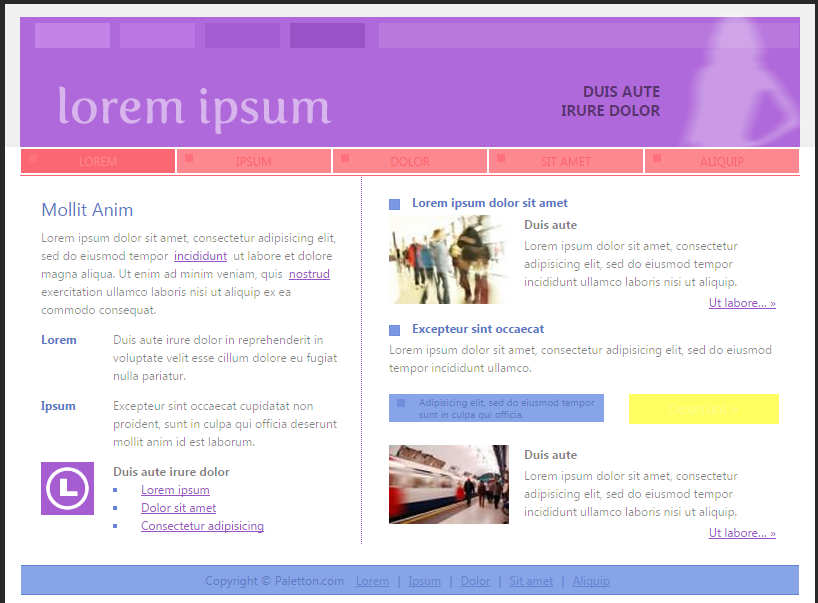 lorem ipsum
DUIS AUTE
IRURE DOLOR
LOREM
IPSUM
DOLOR
SIT AMET
ALIQUIP
Mollit Anim
Lorem ipsum dolor sit amet, consectetur adipisicing elit,
sed do eiusmod tempor incididunt ut labore et dolore
magna aliqua. Ut enim ad minim veniam, quis nostrud
exercitation ullamco laboris nisi ut aliquip ex ea
commodo consequat.
Lorem
Duis aute irure dolor in reprehenderit in
voluptate velit esse cillum dolore eu fugiat
nulla pariatur.
Ipsum
Excepteur sint occaecat cupidatat non
proident, sunt in culpa qui officia deserunt
mollit anim id est laborum.
Duis aute irure dolor
Lorem ipsum
Dolor sit amet
Consectetur adipisicing
Lorem ipsum dolor sit amet
Duis aute
Lorem ipsum dolor sit amet, consectetur
adipisicing elit, sed do eiusmod tempor
incididunt ullamco laboris nisi ut aliquip.
Ut labore... »
Excepteur sint occaecat
Lorem ipsum dolor sit amet, consectetur adipisicing elit, sed do eiusmod
tempor incididunt ullamco.
Adipisicing elit, sed do eiusmod tempor
sunt in culpa qui officia.
Deserunt »
Duis aute
Lorem ipsum dolor sit amet, consectetur
adipisicing elit, sed do eiusmod tempor
incididunt ullamco laboris nisi ut aliquip.
Ut labore... »
Copyright © Paletton.com Lorem | Ipsum | Dolor | Sit amet | Aliquip